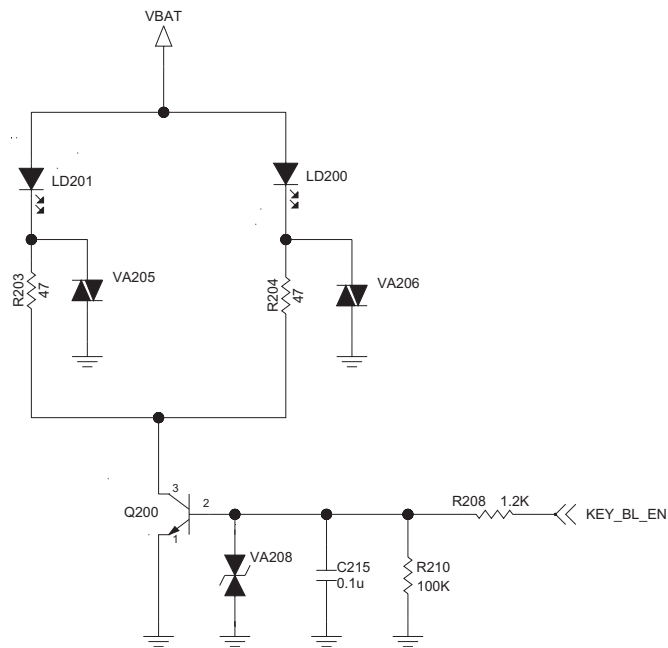 VBAT
LD201
LD200
R203
47
VA205
R204
47
VA206
3
Q200
2
1
R208 1.2K
KEY_BL_EN
VA208
C215
0.1u
R210
100K